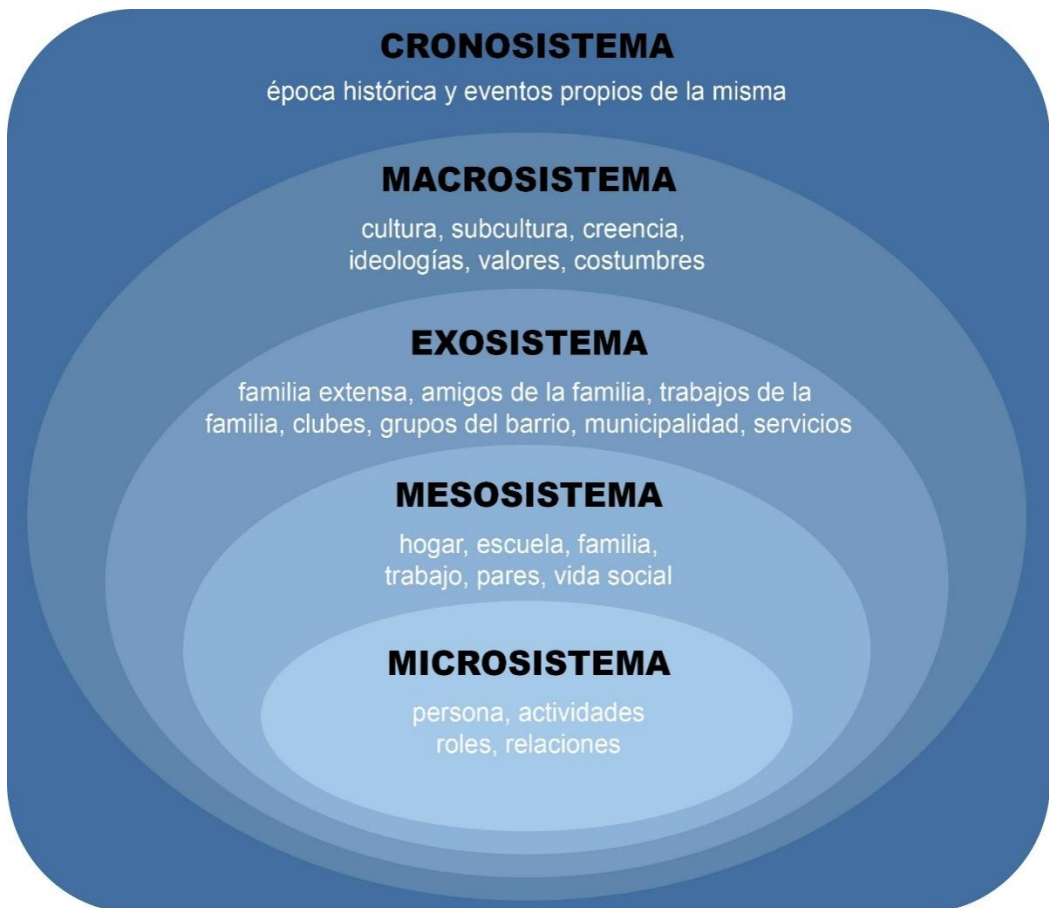 CRONOSISTEMA
época histórica y eventos propios de la misma
MACROSISTEMA
cultura, subcultura, creencia,
ideologías, valores, costumbres
EXOSISTEMA
familia extensa, amigos de la familia, trabajos de la
familia, clubes, grupos del barrio, municipalidad, servicios
MESOSISTEMA
hogar, escuela, familia,
trabajo, pares, vida social
MICROSISTEMA
persona, actividades
roles, relaciones